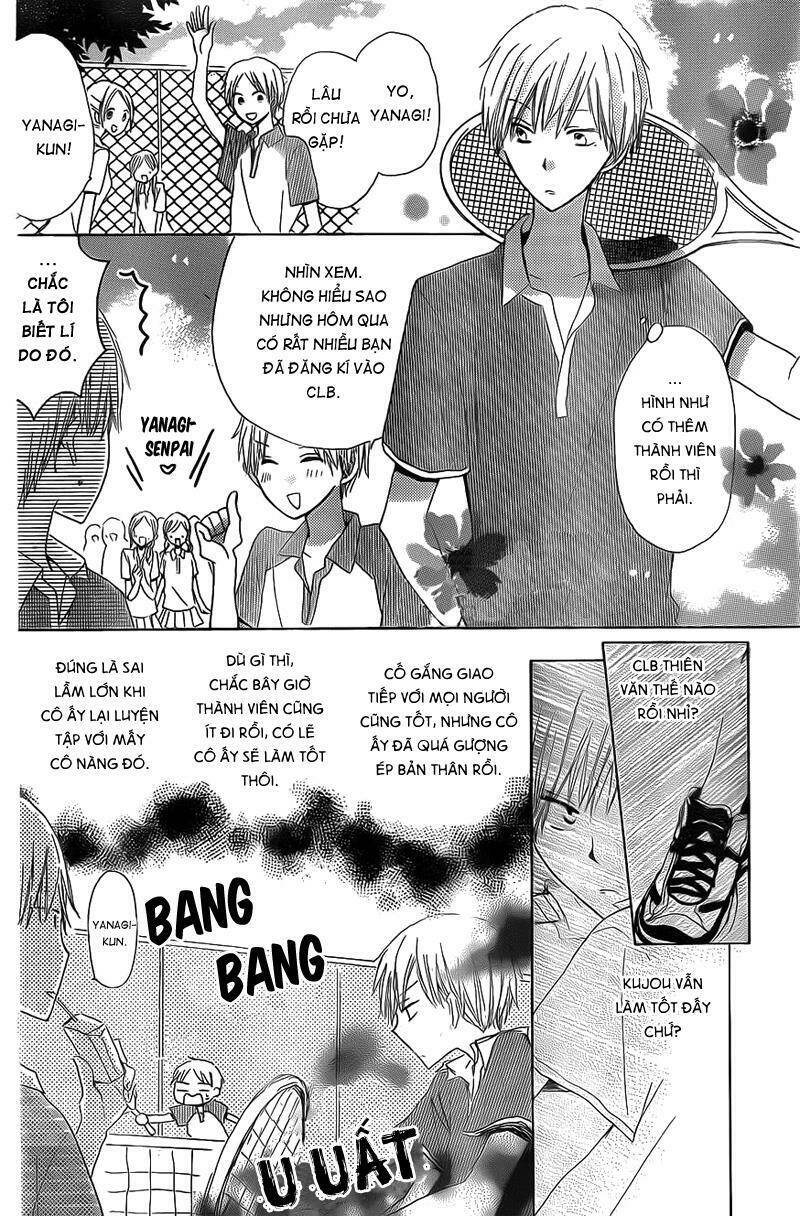 YO,
YANAGI!
LÂU
RỒI CHƯA
GẶP!
YANAGI-
KUN!
...
HÌNH NHƯ
CÓ THÊM
THÀNH VIÊN
RỒI THÌ
PHẢI.
NHÌN XEM.
KHÔNG HIỂU SAO
NHƯNG HÔM QUA
CÓ RẤT NHIỀU BẠN
ĐÃ ĐĂNG KÍ VÀO
CLB.
YANAGI-
SENPAI
...
CHẮC
LÀ TÔI
BIẾT LÍ
DO ĐÓ.
CLB THIÊN
VĂN THẾ NÀO
RỒI NHỈ?
KUJOU VẪN
LÀM TỐT ĐẤY
CHỨ?
CỐ GẮNG GIAO
TIẾP VỚI MỌI NGƯỜI
CŨNG TỐT, NHƯNG CÔ
ẤY ĐÃ QUÁ GƯỢNG
ÉP BẢN THÂN RỒI.
DÙ GÌ THÌ,
CHẮC BÂY GIỜ
THÀNH VIÊN CŨNG
ÍT ĐI RỒI, CÓ LẼ
CÔ ẤY SẼ LÀM TỐT
THÔI.
ĐÚNG LÀ SAI
LẦM LỚN KHI
CÔ ẤY LẠI LUYỆN
TẬP VỚI MẤY
CÔ NÀNG ĐÓ.
YANAGI-
KUN.
BANG
BANG
U UẤT